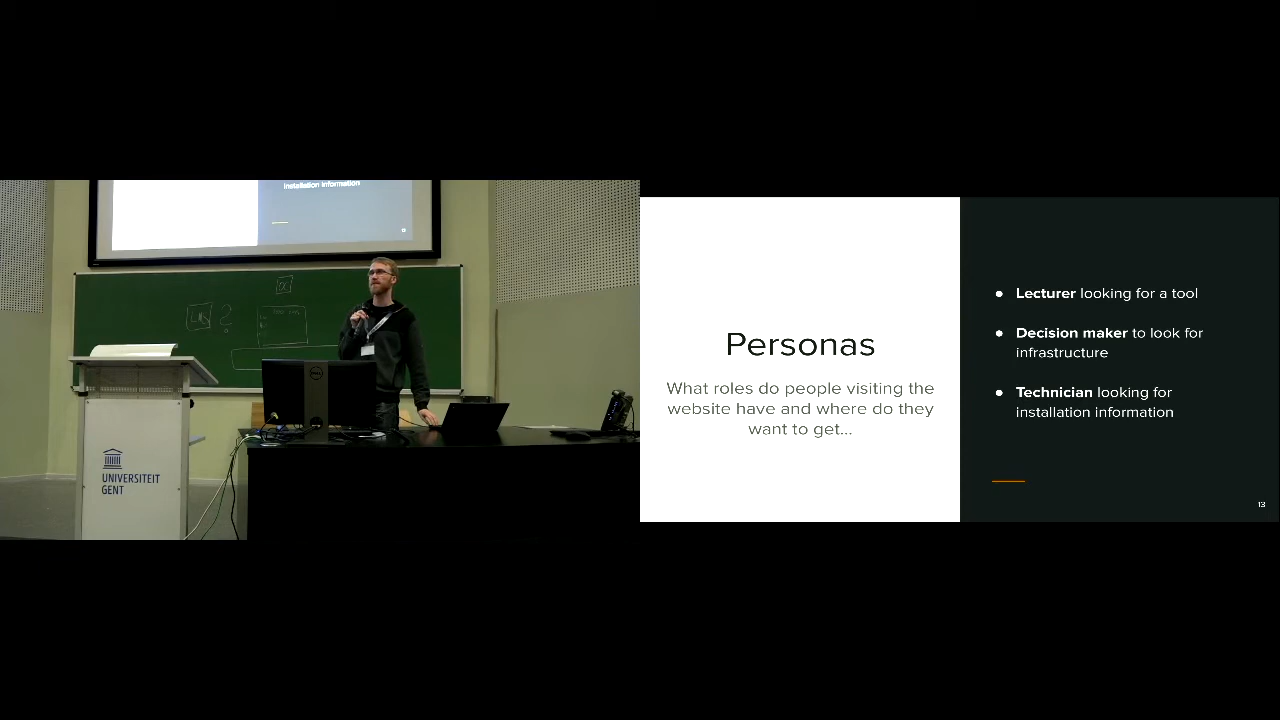 installation information
DELL
UNIVERSITEIT
GENT
Personas
What roles do people visiting the
website have and where do they
want to get...
● Lecturer looking for a tool
● Decision maker to look for
infrastructure
● Technician looking for
installation information
13